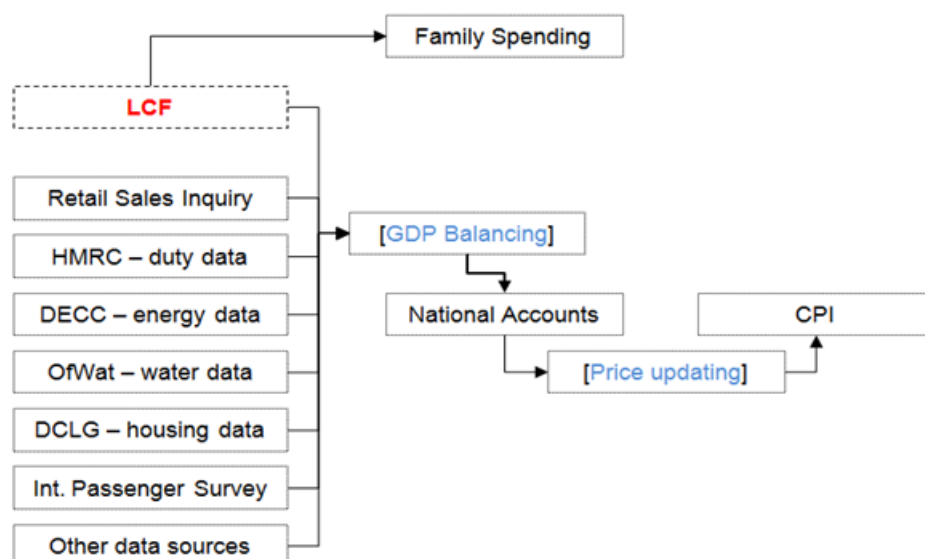 Family Spending
LCF
Retail Sales Inquiry
[GDP Balancing]
HMRC – duty data
DECC – energy data
National Accounts
CPI
OfWat – water data
[Price updating]
DCLG – housing data
Int. Passenger Survey
Other data sources